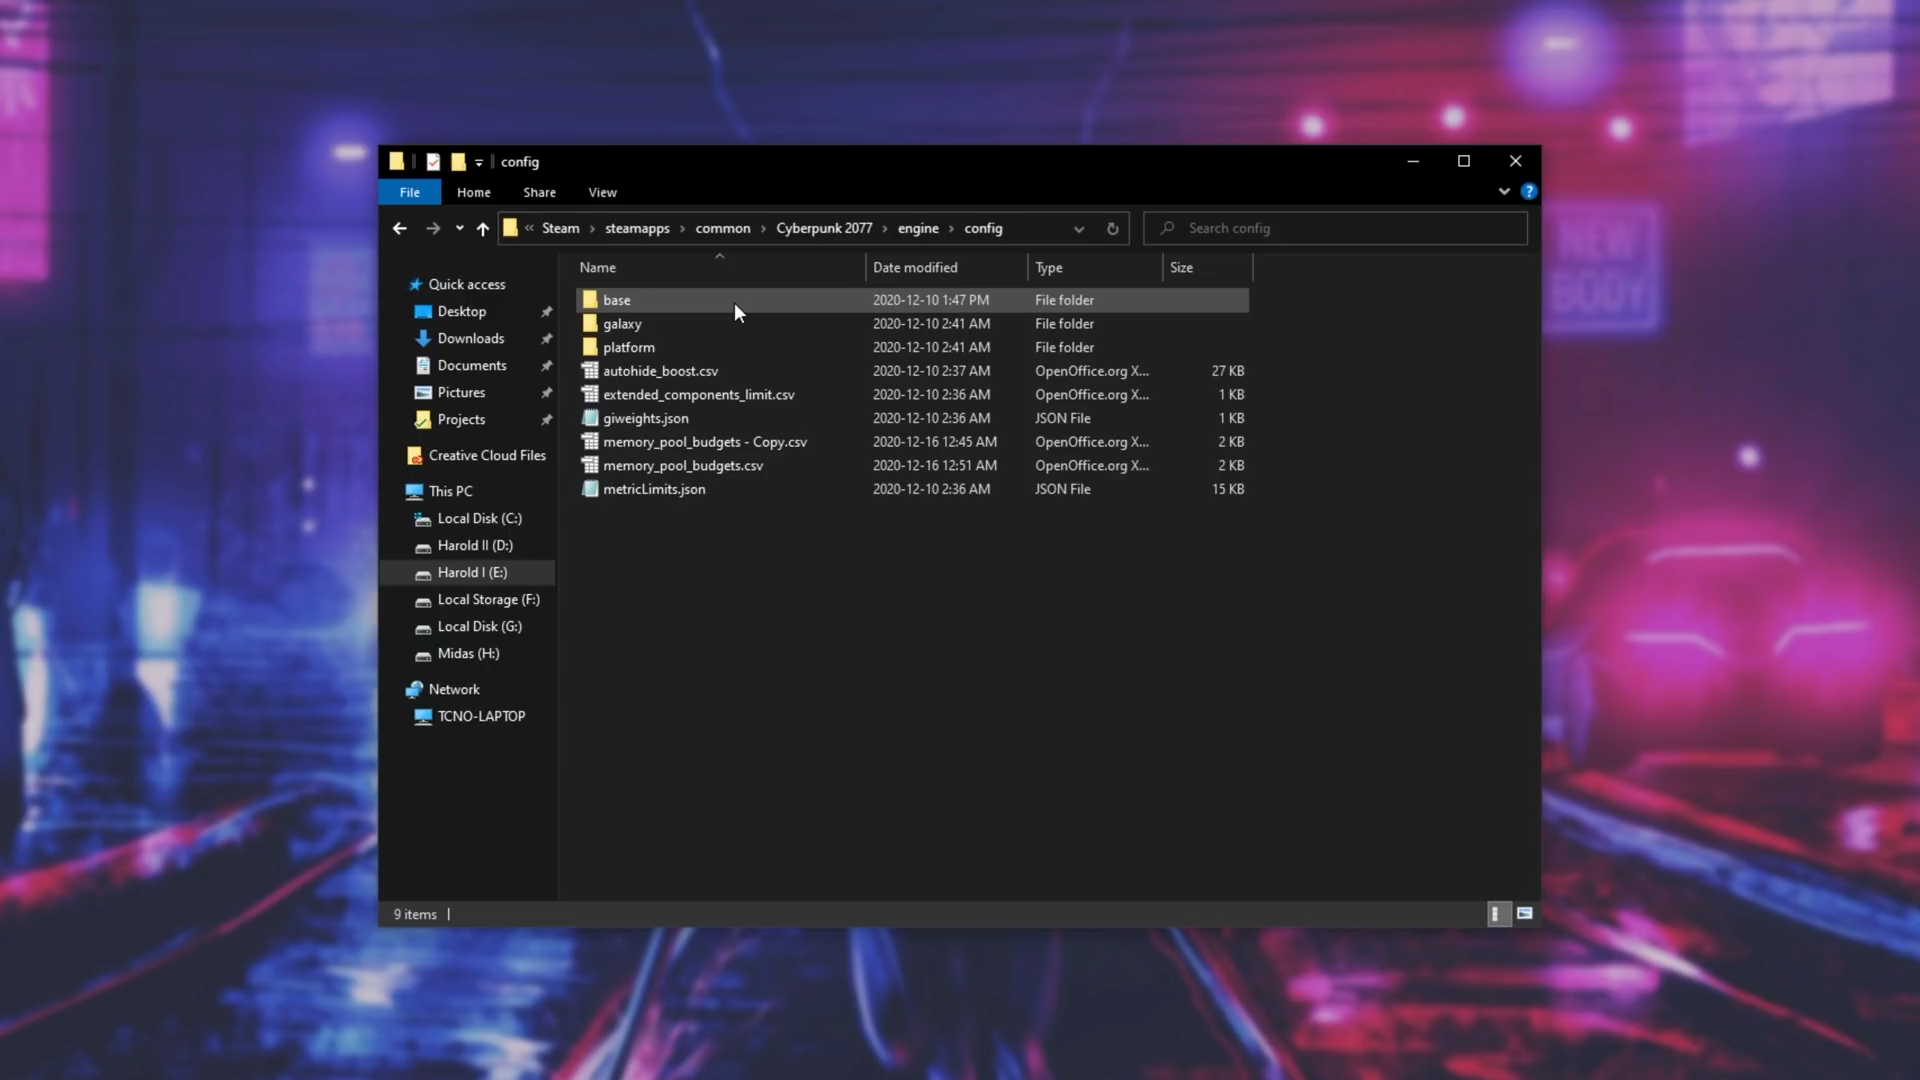 config
File Home Share View
« Steam › steamapps › common › Cyberpunk 2077 › engine › config
Search config
Name Date modified Type Size
base 2020-12-10 1:47 PM File folder
galaxy 2020-12-10 2:41 AM File folder
platform 2020-12-10 2:41 AM File folder
autohide_boost.csv 2020-12-10 2:37 AM OpenOffice.org X... 27 KB
extended_components_limit.csv 2020-12-10 2:36 AM OpenOffice.org X... 1 KB
giweights.json 2020-12-10 2:36 AM JSON File 1 KB
memory_pool_budgets - Copy.csv 2020-12-16 12:45 AM OpenOffice.org X... 2 KB
memory_pool_budgets.csv 2020-12-16 12:51 AM OpenOffice.org X... 2 KB
metricLimits.json 2020-12-10 2:36 AM JSON File 15 KB
Quick access
Desktop
Downloads
Documents
Pictures
Projects
Creative Cloud Files
This PC
Local Disk (C:)
Harold II (D:)
Harold I (E:)
Local Storage (F:)
Local Disk (G:)
Midas (H:)
Network
TCNO-LAPTOP
9 items
NEW
BODY